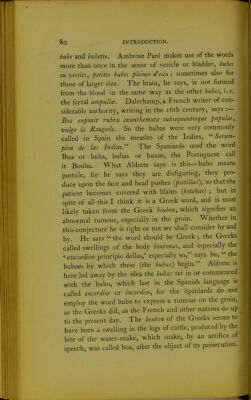 80 INTRODUCTION.
bube and bubette. Ambrose Paré makes use of the words
more than once in the sense of vesicle or bladder, bubes
ou vessies, petites bubes pleines d'eau; sometimes also for
those of larger size. The brain, he says, is not formed
from the blood in the same way as the other bubes, i.e.
the fœtal ampullæ. Dalechamp, a French writer of con-
siderable authority, writing in the 16th century, says :—
Boa exponit rubra exanthemata subsequentesque papulas,
vulgo la Rougeole. So the bubas were very commonly
called in Spain the measles of the Indies, "Seram-
pion de las Indias." The Spaniards used the word
Bua or buba, bubas or buuas, the Portuguese call
it Bouba. What Aldrete says is this—bubo means
pustule, for he says they are disfiguring, they pro-
duce upon the face and head pushes (postillas), so that the
patient becomes covered with blains (botañas); but in
spite of all this I think it is a Greek word, and is most
likely taken from the Greek boubon, which signifies an
abnormal tumour, especially in the groin. Whether in
this conjecture he is right or not we shall consider by and
by. He says "the word should be Greek; the Greeks
called swellings of the body boubonas, and especially the
'encordios principio dellas,' especially so," says he, "the
buboes by which these (the bubas) begin." Aldrete is
here led away by the idea the bubas set in or commenced
with the bubo, which last in the Spanish language is
called encordio or incordio, for the Spaniards do not
employ the word bubo to express a tumour on the groin,
as the Greeks did, as the French and other nations do up
to the present day. The boubon of the Greeks seems to
have been a swelling in the legs of cattle, produced by the
bite of the water-snake, which snake, by an artifice of
speech, was called boa, after the object of its persecution.